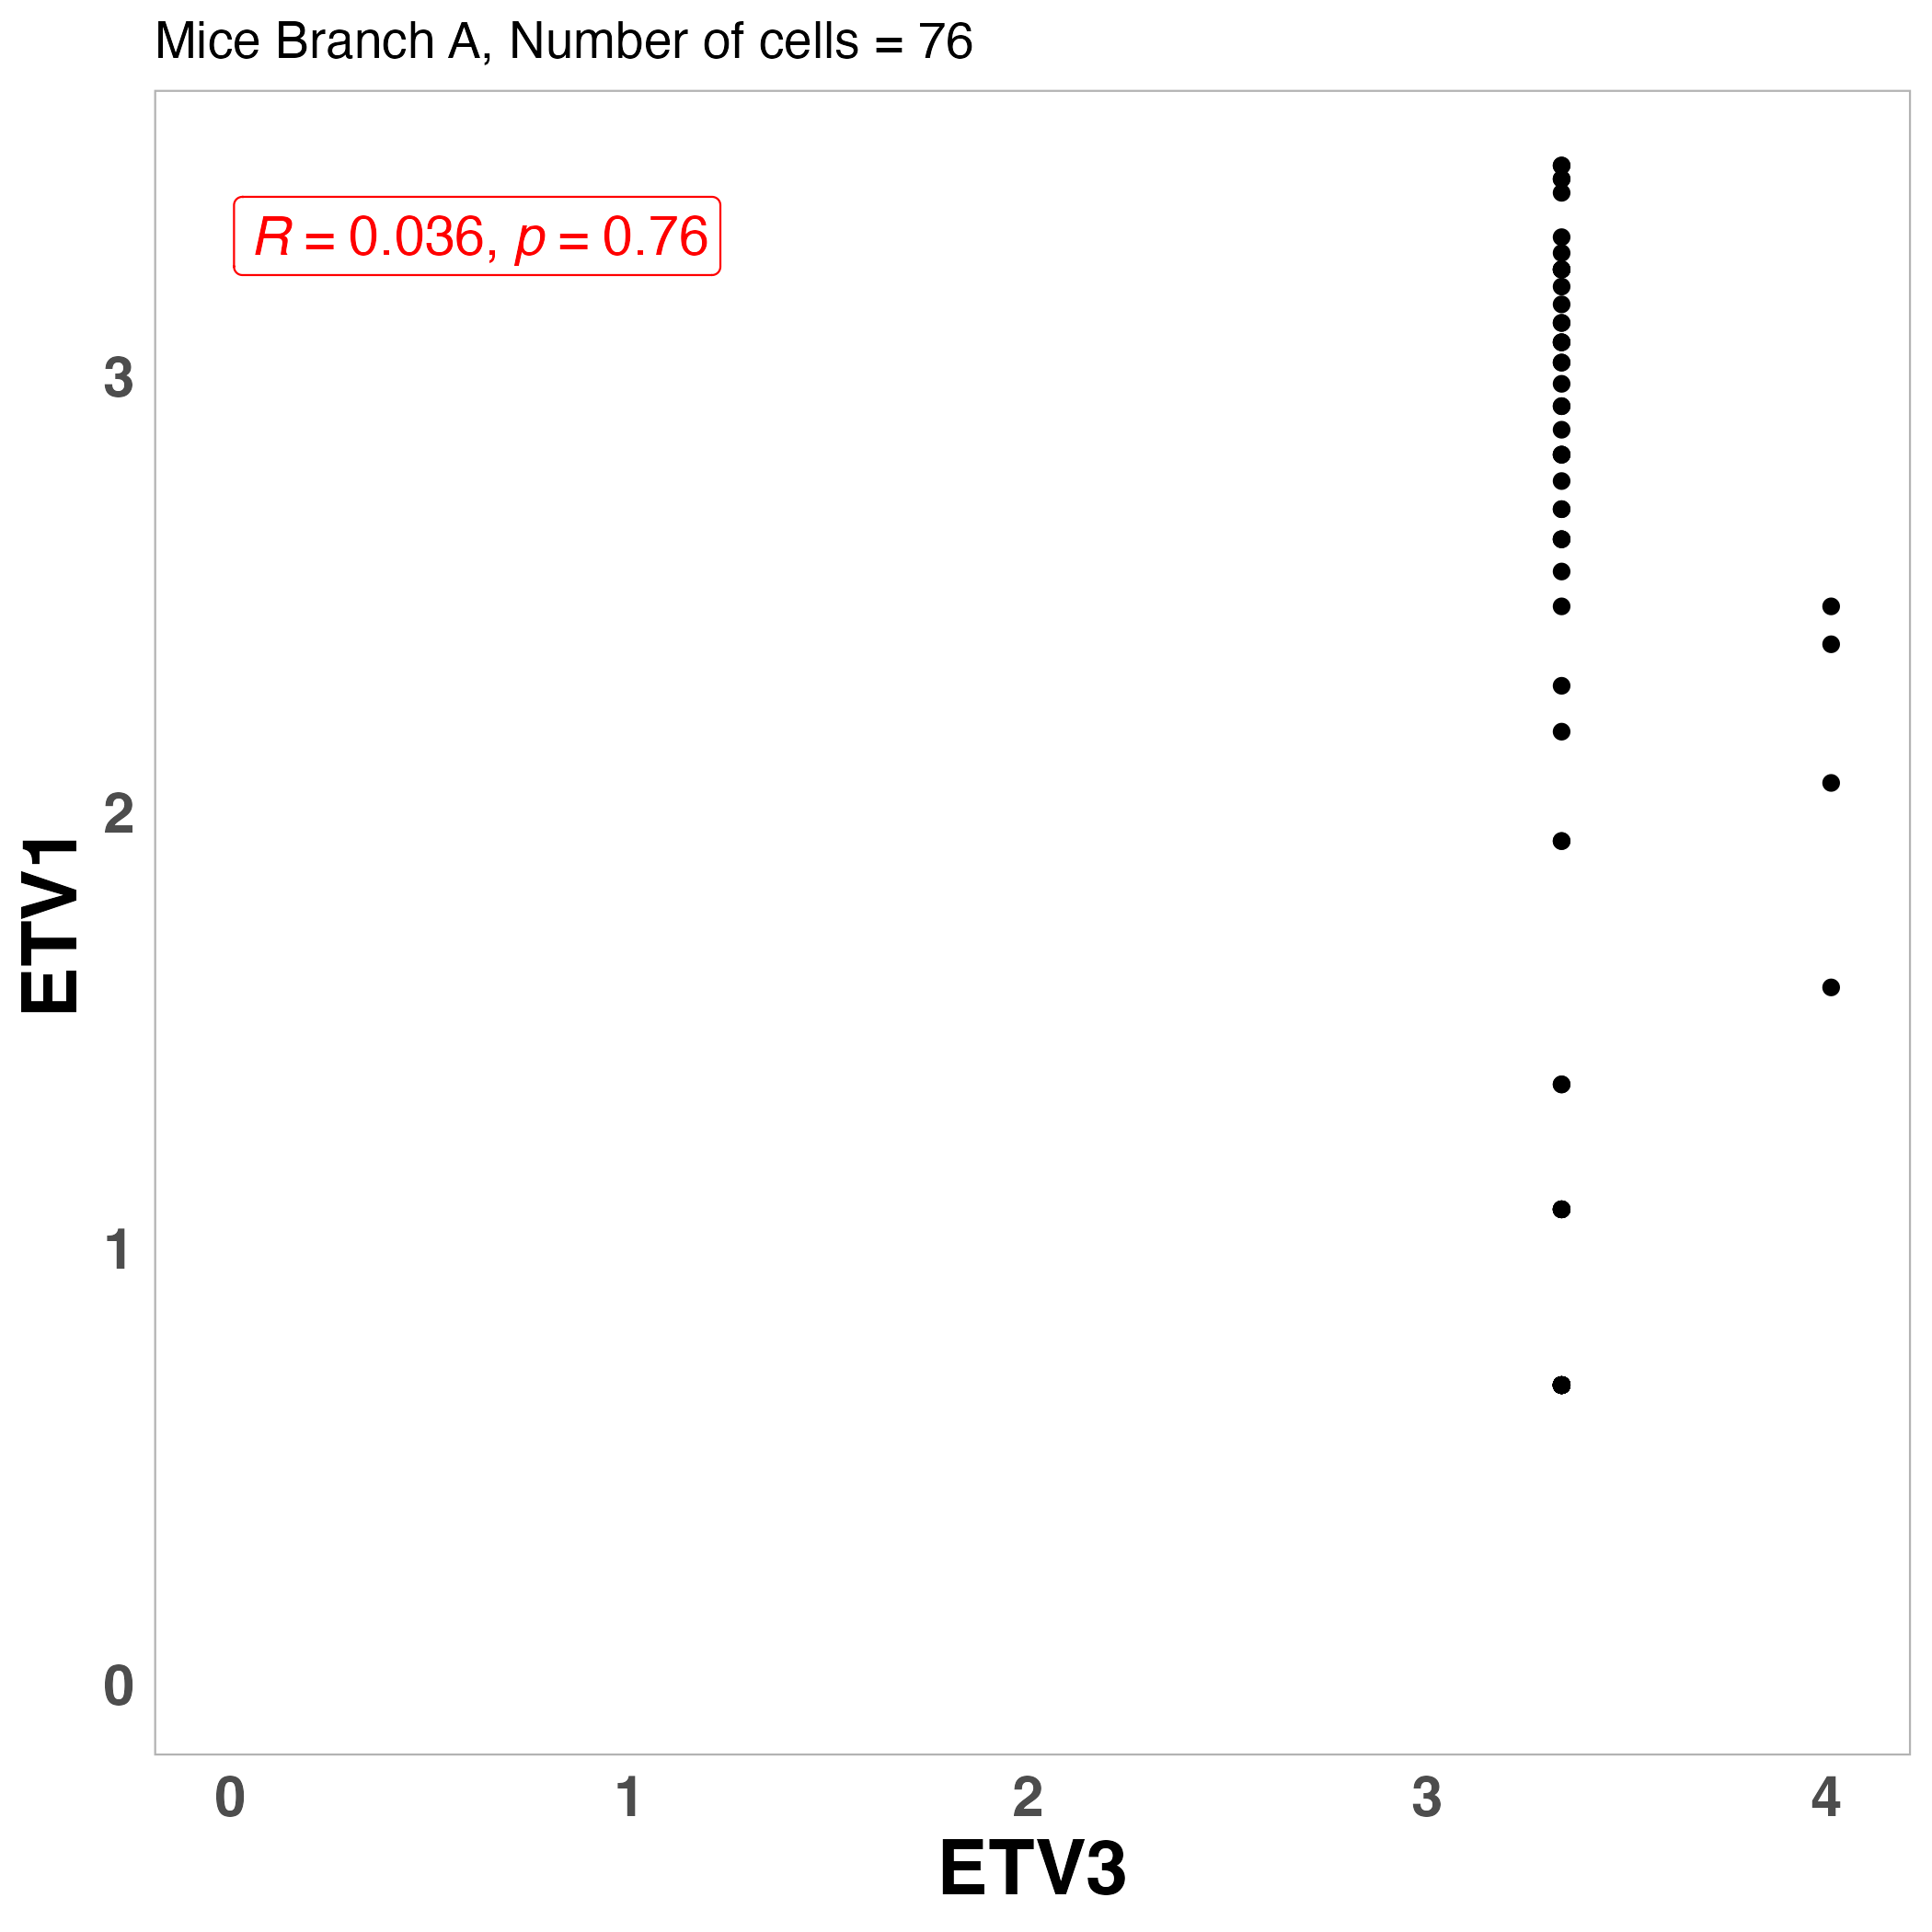 Mice Branch A, Number of cells = 76
R = 0.036, p = 0.76
3
2
1
0
ETV1
0 1 2 3 4
ETV3